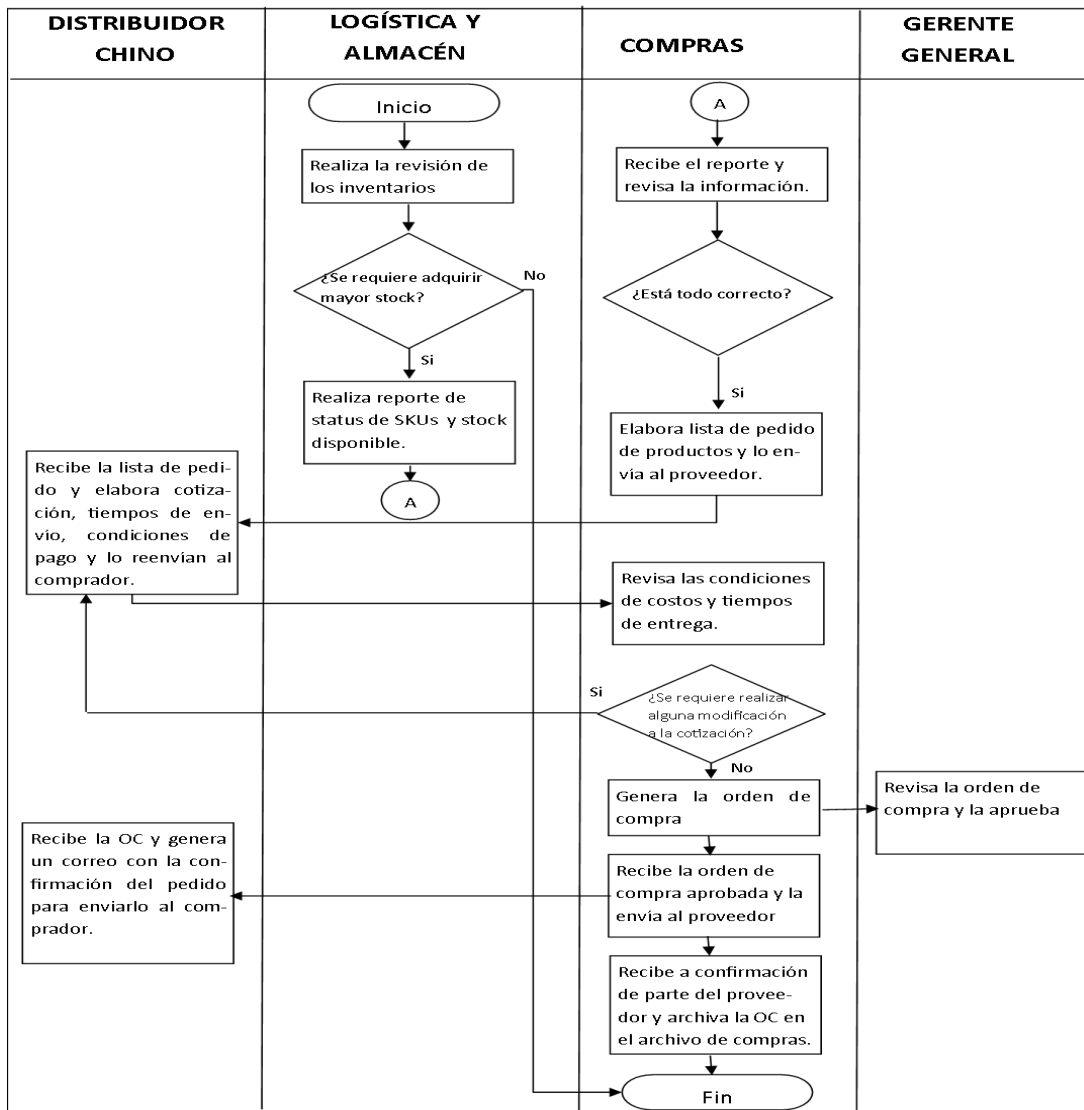 DISTRIBUIDOR
CHINO
LOGÍSTICA Y
ALMACÉN
COMPRAS
GERENTE
GENERAL
Inicio
Realiza la revisión de
los inventarios
¿Se requiere adquirir
mayor stock?
No
Si
Realiza reporte de
status de SKUs y stock
disponible.
A
A
Recibe el reporte y
revisa la información.
¿Está todo correcto?
Si
Elabora lista de pedido
de productos y lo en-
vía al proveedor.
Recibe la lista de pedi-
do y elabora cotiza-
ción, tiempos de en-
vío, condiciones de
pago y lo reenvían al
comprador.
Revisa las condiciones
de costos y tiempos
de entrega.
Si
¿Se requiere realizar
alguna modificación
a la cotización?
No
Genera la orden de
compra
Revisa la orden de
compra y la aprueba
Recibe la orden de
compra aprobada y la
envía al proveedor
Recibe la OC y genera
un correo con la con-
firmación del pedido
para enviarlo al com-
prador.
Recibe a confirmación
de parte del provee-
dor y archiva la OC en
el archivo de compras.
Fin